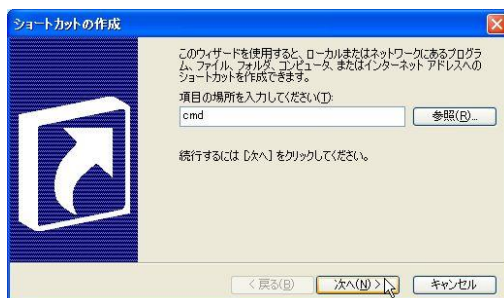 ショートカットの作成
このウィザードを使用すると、ローカルまたはネットワークにあるプログラ
ム、ファイル、フォルダ、コンピュータ、またはインターネット アドレスへの
ショートカットを作成できます。
項目の場所を入力してください(T):
cmd
参照(R)...
続行するには [次へ] をクリックしてください。
< 戻る(B)
次へ(N) >
キャンセル